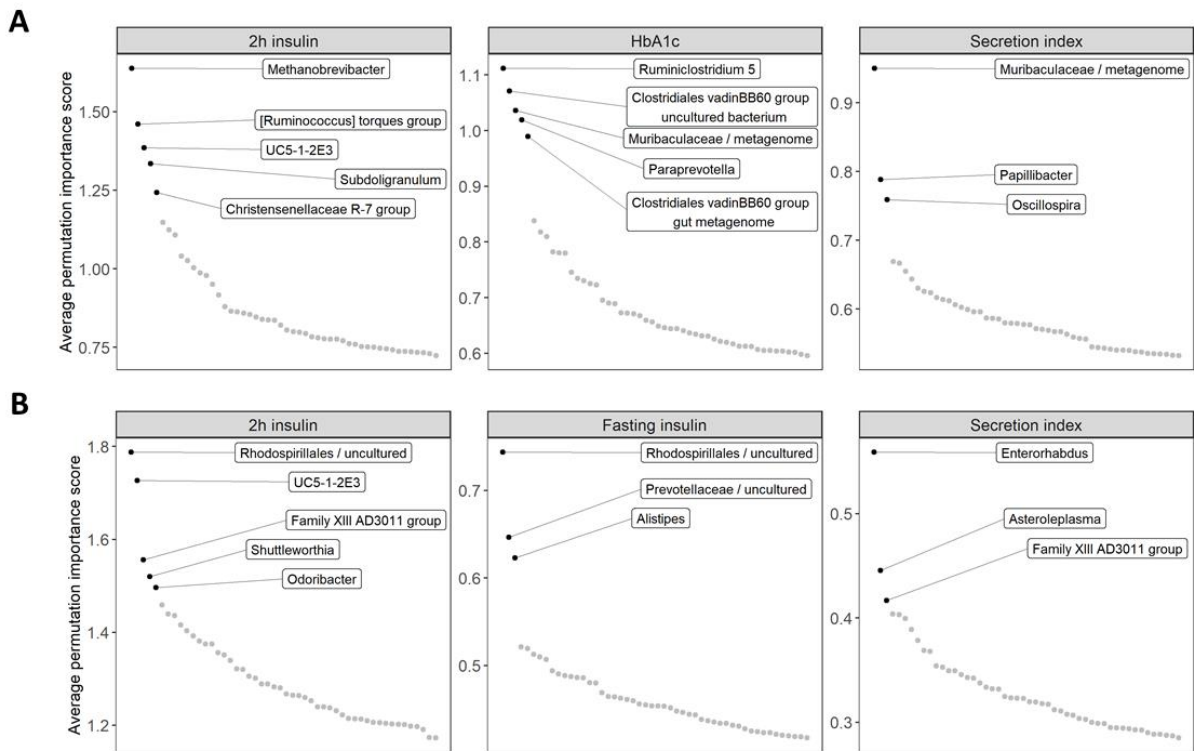 A
2h insulin
HbA1c
Secretion index
Average permutation importance score
1.50
1.25
1.00
0.75
Methanobrevibacter
[Ruminococcus] torques group
UC5-1-2E3
Subdoligranulum
Christensenellaceae R-7 group
1.1
1.0
0.9
0.8
0.7
0.6
Ruminiclostridium 5
Clostridiales vadinBB60 group
uncultured bacterium
Muribaculaceae / metagenome
Paraprevotella
Clostridiales vadinBB60 group
gut metagenome
0.9
0.8
0.7
0.6
Muribaculaceae / metagenome
Papillibacter
Oscillospira
B
2h insulin
Fasting insulin
Secretion index
Average permutation importance score
1.8
1.6
1.4
1.2
Rhodospirillales / uncultured
UC5-1-2E3
Family XIII AD3011 group
Shuttleworthia
Odoribacter
0.7
0.6
0.5
Rhodospirillales / uncultured
Prevotellaceae / uncultured
Alistipes
0.5
0.4
0.3
Enterorhabdus
Asteroleplasma
Family XIII AD3011 group